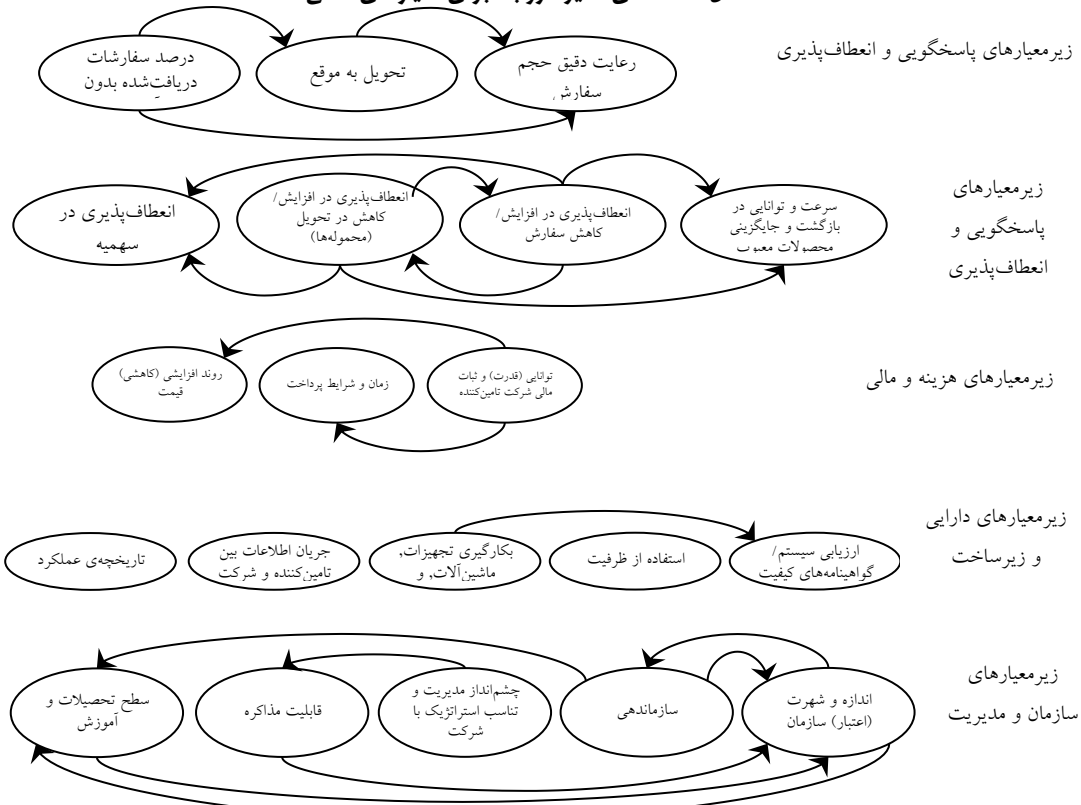 زیرمعیارهای پاسخگویی و انعطاف‌پذیری
رعایت دقیق حجم
سفارش
تحویل به موقع
درصد سفارشات
دریافت‌شده بدون
زیرمعیارهای
پاسخگویی و
انعطاف‌پذیری
سرعت و توانایی در
بازگشت و جایگزینی
محصولات معیوب
انعطاف‌پذیری در افزایش/
کاهش سفارش
انعطاف‌پذیری در افزایش/
کاهش در تحویل
(محموله‌ها)
انعطاف‌پذیری در
سهمیه
زیرمعیارهای هزینه و مالی
توانایی (قدرت) و ثبات
مالی شرکت تامین‌کننده
زمان و شرایط پرداخت
روند افزایشی (کاهشی)
قیمت
زیرمعیارهای دارایی
و زیرساخت
ارزیابی سیستم/
گواهینامه‌های کیفیت
استفاده از ظرفیت
بکارگیری تجهیزات,
ماشین‌آلات, و
جریان اطلاعات بین
تامین‌کننده و شرکت
تاریخچه‌ی عملکرد
زیرمعیارهای
سازمان و مدیریت
اندازه و شهرت
(اعتبار) سازمان
سازماندهی
چشم‌انداز مدیریت و
تناسب استراتژیک با
شرکت
قابلیت مذاکره
سطح تحصیلات و
آموزش